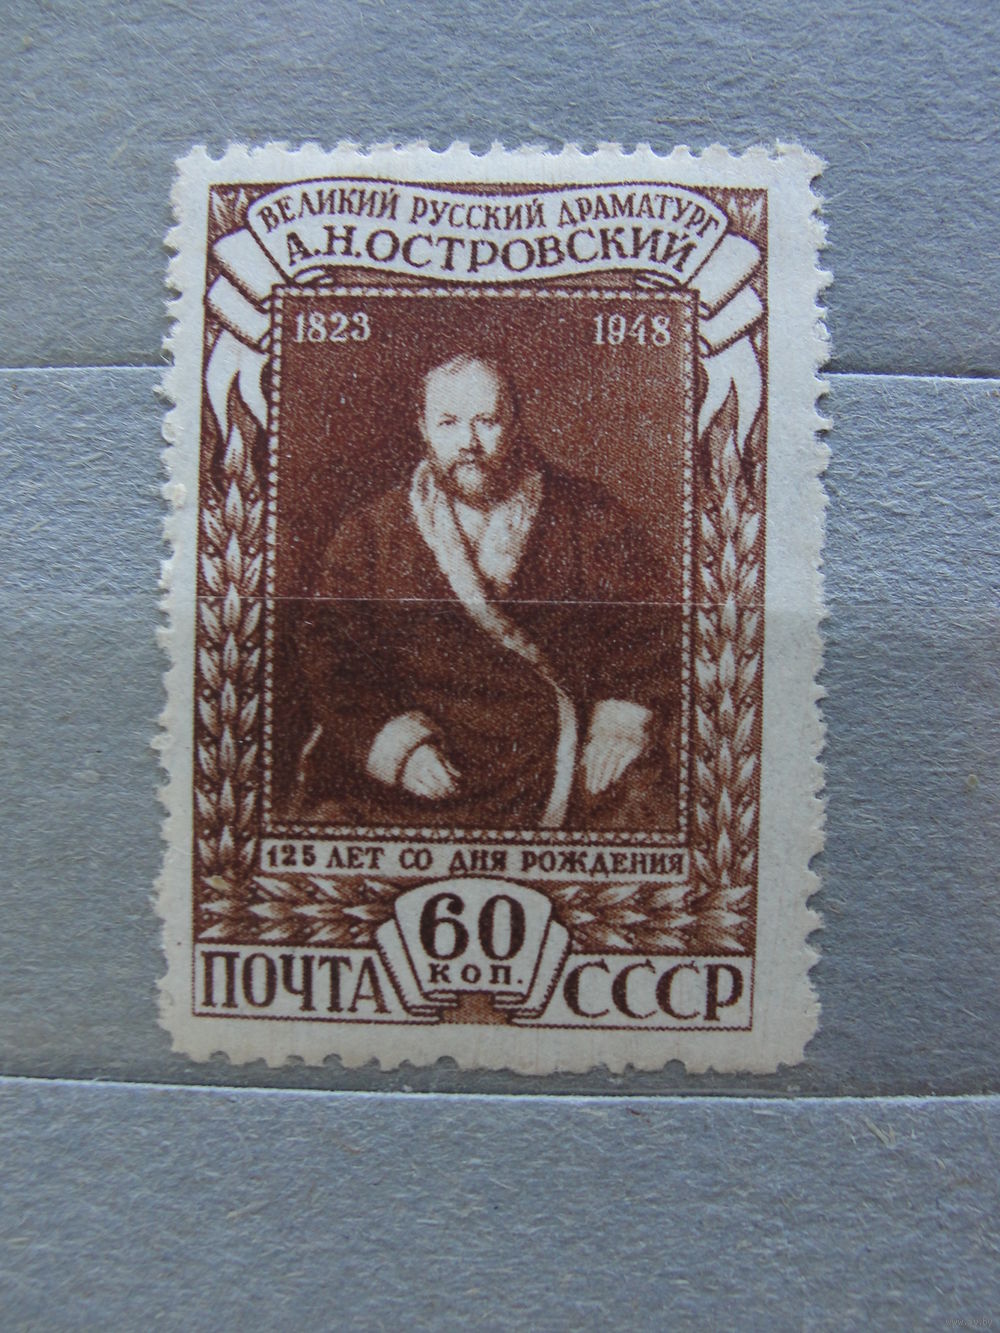 ВЕЛИКИЙ РУССКИЙ ДРАМАТУРГ
А.Н.ОСТРОВСКИЙ
1823 1948
125 ЛЕТ СО ДНЯ РОЖДЕНИЯ
60
КОП.
ПОЧТА СССР